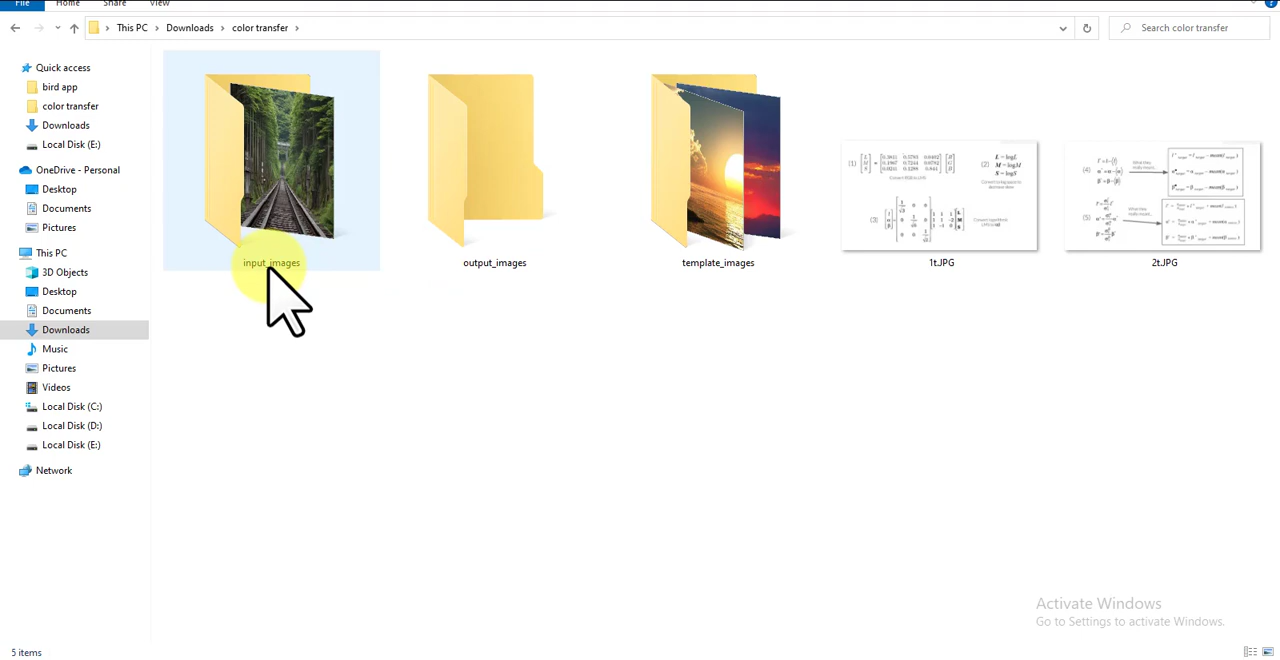 File Home Share View
This PC > Downloads > color transfer >
Search color transfer
Quick access
bird app
color transfer
Downloads
Local Disk (E:)
OneDrive - Personal
Desktop
Documents
Pictures
This PC
3D Objects
Desktop
Documents
Downloads
Music
Pictures
Videos
Local Disk (C:)
Local Disk (D:)
Local Disk (E:)
Network
input_images
output_images
template_images
1t.JPG
2t.JPG
Activate Windows
Go to Settings to activate Windows.
5 items